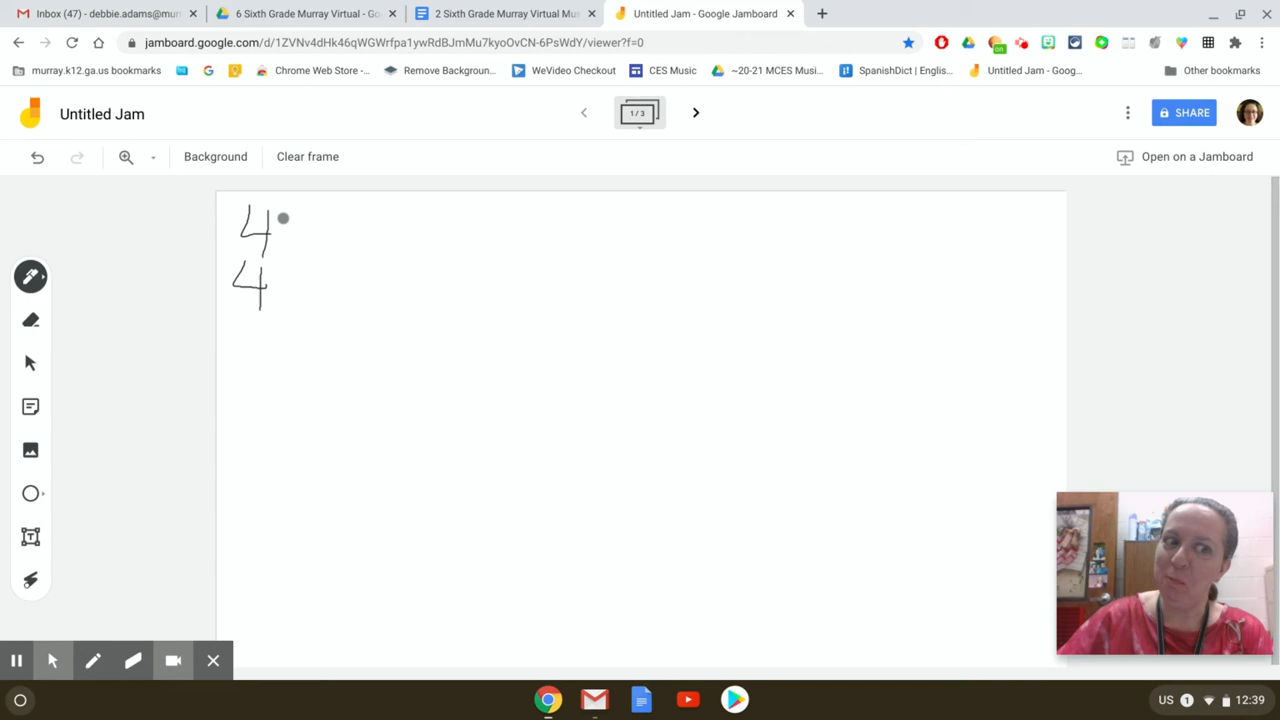 Inbox (47) - debbie.adams@mur
6 Sixth Grade Murray Virtual - Go
2 Sixth Grade Murray Virtual Mus
Untitled Jam - Google Jamboard
jamboard.google.com/d/1ZVNv4dHk46qWGWrfpa1ywRdBJmMu7kyoOvCN-6PsWdY/viewer?f=0
on
murray.k12.ga.us bookmarks
Chrome Web Store -...
Remove Backgroun...
WeVideo Checkout
CES Music
~20-21 MCES Musi...
SpanishDict | Englis...
Untitled Jam - Goog...
Other bookmarks
Untitled Jam
1 / 3
SHARE
Background
Clear frame
Open on a Jamboard
4
4
US 1 12:39